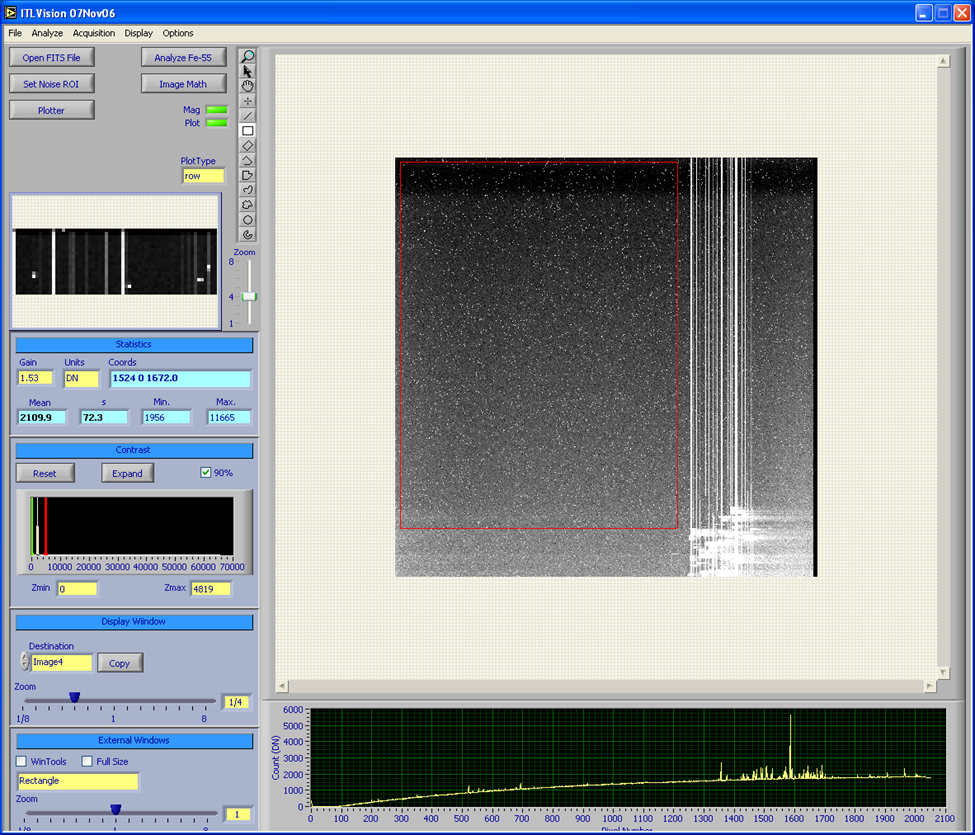 ITLVision 07Nov06
File Analyze Acquisition Display Options
Open FITS File Analyze Fe-55
Set Noise ROI Image Math
Plotter
Mag
Plot
PlotType
row
Zoom
8
4
1
Statistics
Gain Units Coords
1.53 DN 1524 0 1672.0
Mean s Min. Max.
2109.9 72.3 1956 11665
Contrast
Reset Expand 90%
0 10000 20000 30000 40000 50000 60000 70000
Zmin 0 Zmax 4819
Display Window
Destination
Image4 Copy
Zoom
1/4
1/8 1 8
External Windows
WinTools Full Size
Rectangle
Zoom
1
1/8 1 8
Count (DN)
6000
5000
4000
3000
2000
1000
0
0 100 200 300 400 500 600 700 800 900 1000 1100 1200 1300 1400 1500 1600 1700 1800 1900 2000 2100
Pixel Number